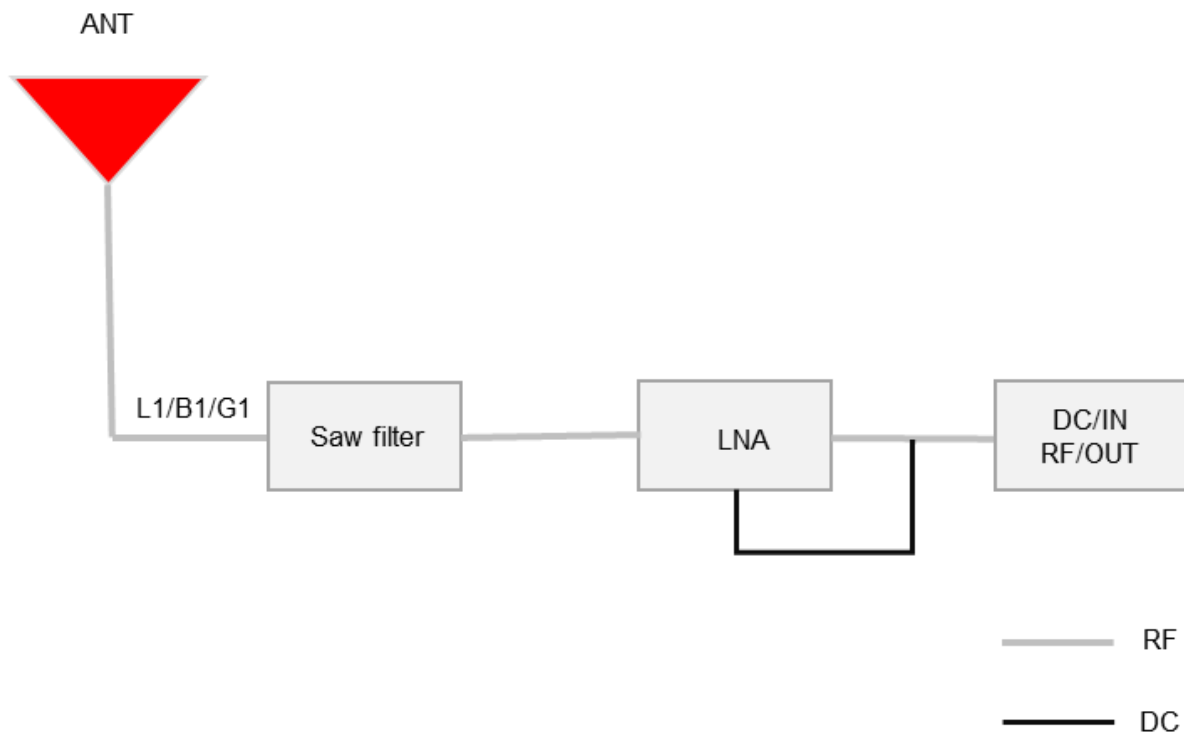 ANT
L1/B1/G1
Saw filter
LNA
DC/IN
RF/OUT
RF
DC